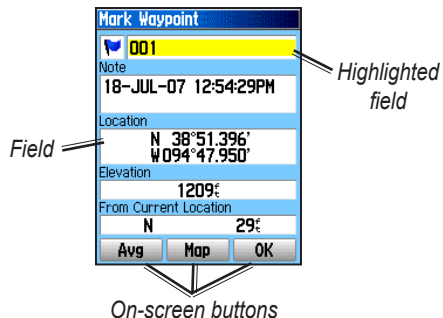 Mark Waypoint
001
Note
18-JUL-07 12:54:29PM
Location
N 38°51.396'
W094°47.950'
Elevation
1209ft
From Current Location
N 29ft
Avg Map OK
Highlighted
field
Field
On-screen buttons